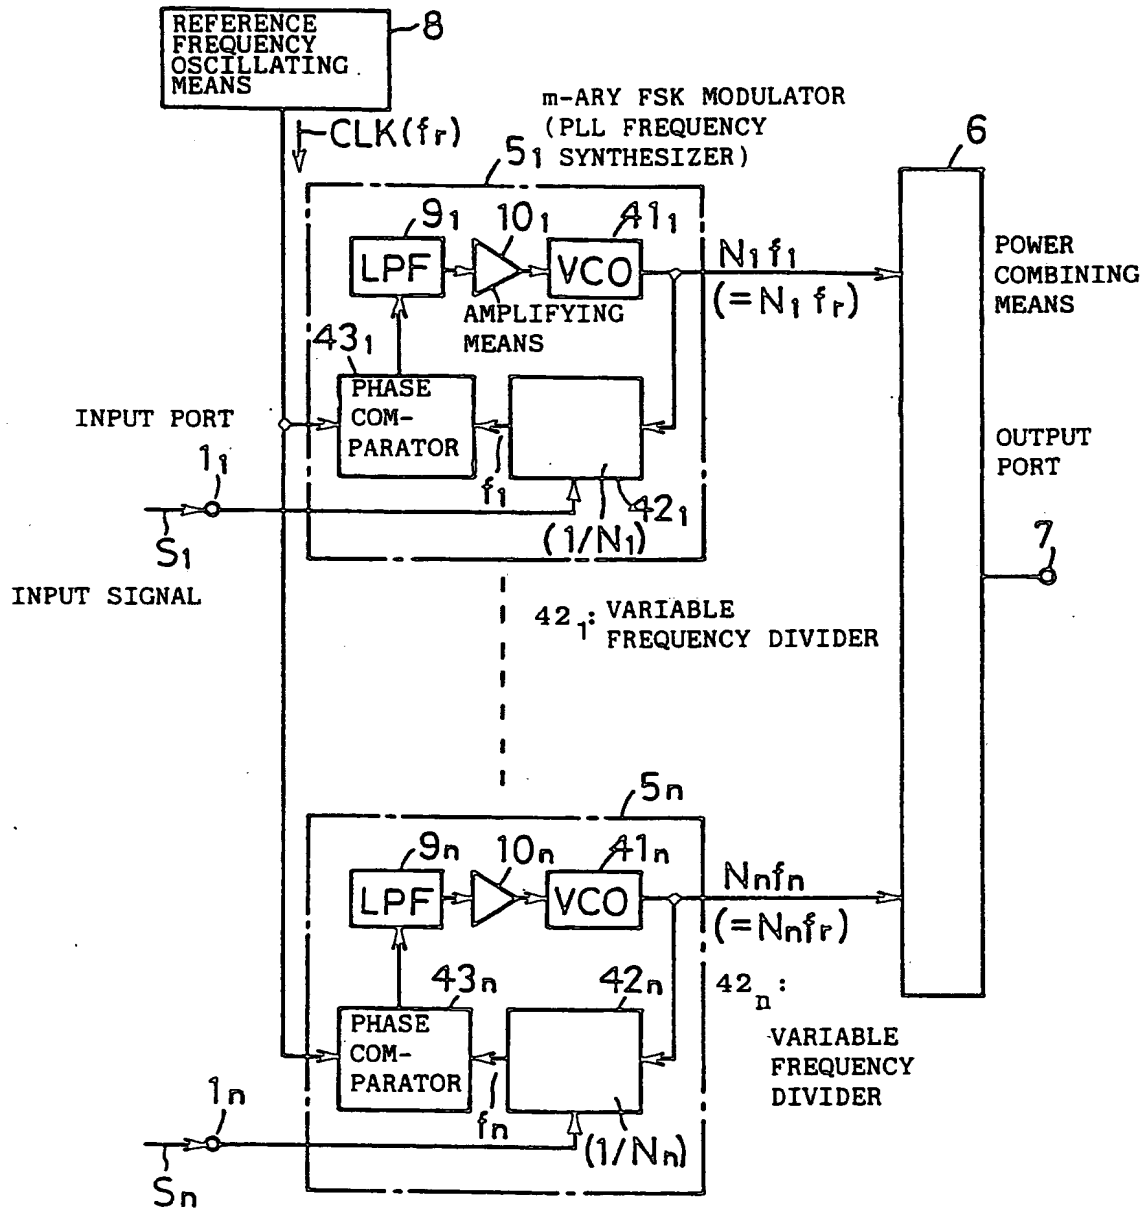 REFERENCE
FREQUENCY
OSCILLATING
MEANS
8
CLK(fr)
m-ARY FSK MODULATOR
(PLL FREQUENCY
SYNTHESIZER)
5₁
6
9₁
10₁
41₁
LPF
VCO
N₁f₁
(=N₁fr)
POWER
COMBINING
MEANS
AMPLIFYING
MEANS
43₁
PHASE
COM-
PARATOR
INPUT PORT
1₁
f₁
42₁
(1/N₁)
S₁
INPUT SIGNAL
OUTPUT
PORT
7
42₁: VARIABLE
FREQUENCY DIVIDER
5n
9n
10n
41n
LPF
VCO
Nnfn
(=Nnfr)
43n
42n
42n:
VARIABLE
FREQUENCY
DIVIDER
PHASE
COM-
PARATOR
1n
fn
(1/Nn)
Sn